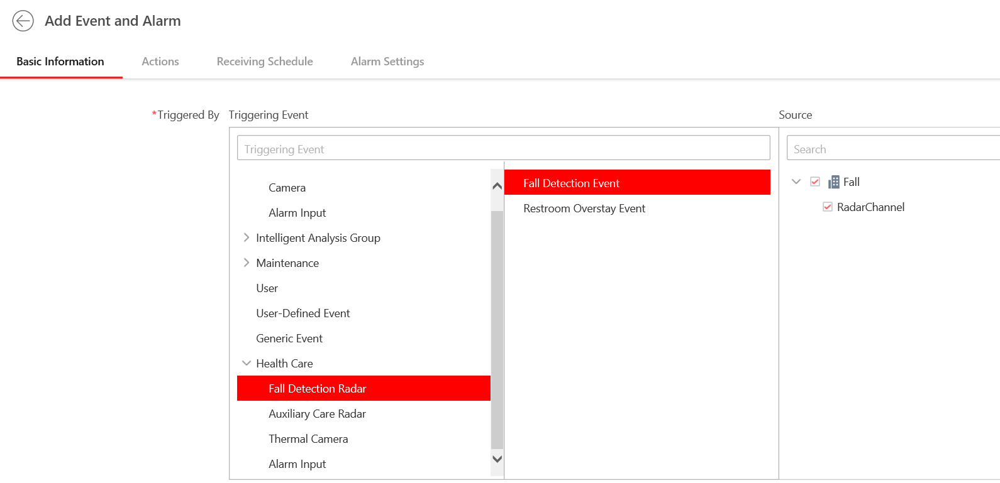 Add Event and Alarm
Basic Information Actions Receiving Schedule Alarm Settings
*Triggered By Triggering Event Source
Triggering Event
Search
Camera
Alarm Input
Intelligent Analysis Group
Maintenance
User
User-Defined Event
Generic Event
Health Care
Fall Detection Radar
Auxiliary Care Radar
Thermal Camera
Alarm Input
Fall Detection Event
Restroom Overstay Event
Fall
RadarChannel